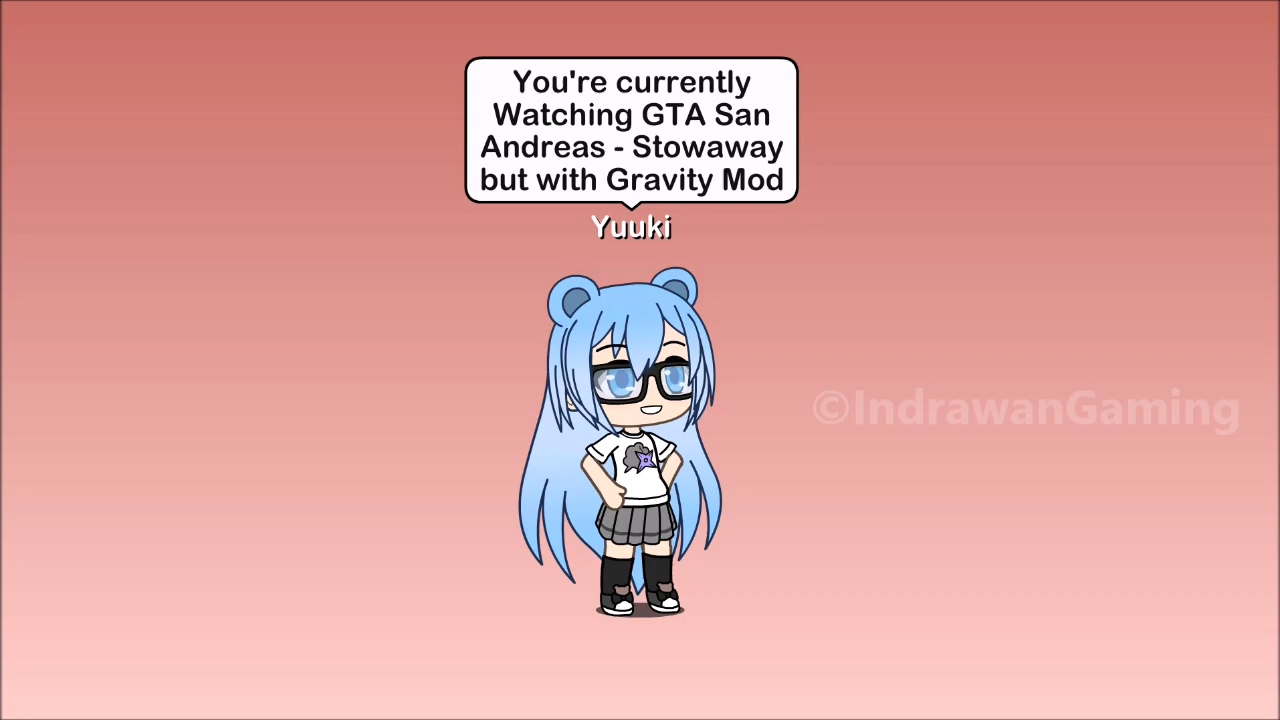 You're currently
Watching GTA San
Andreas - Stowaway
but with Gravity Mod
Yuuki
©IndrawanGaming